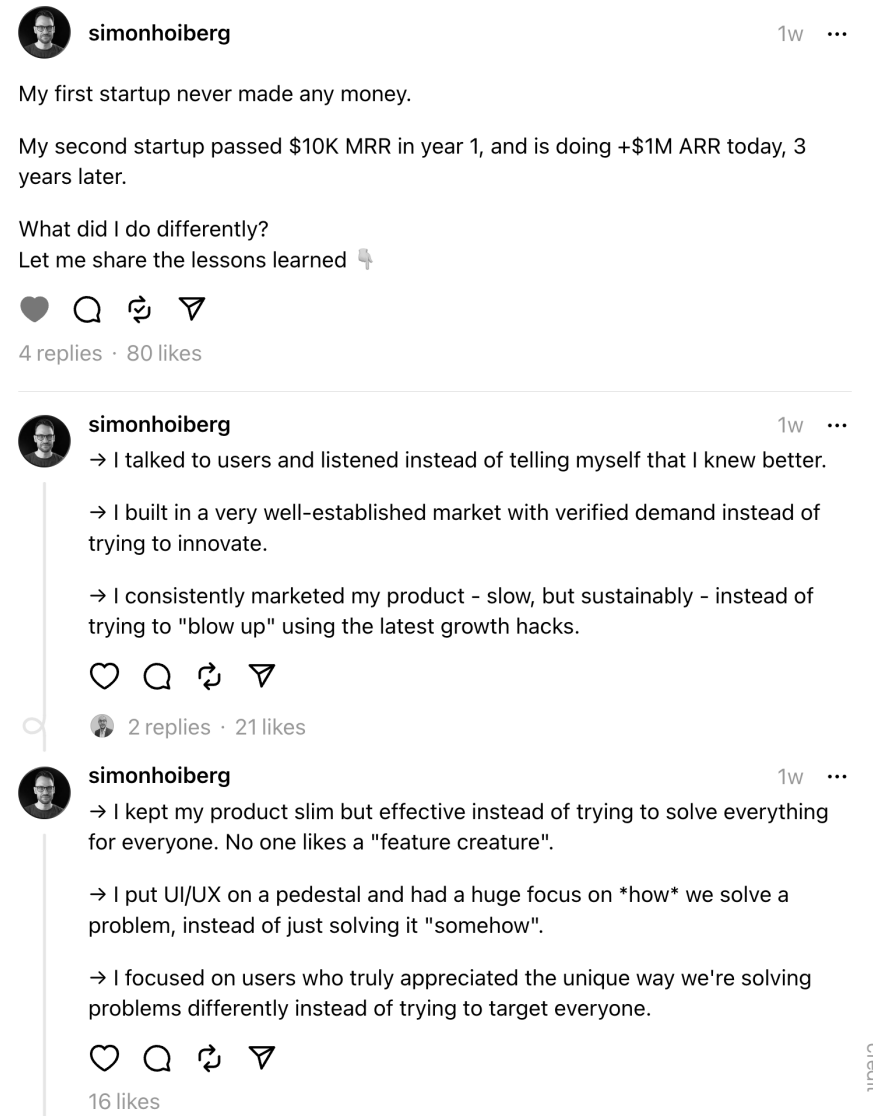 simonhoiberg
1w
My first startup never made any money.
My second startup passed $10K MRR in year 1, and is doing +$1M ARR today, 3
years later.
What did I do differently?
Let me share the lessons learned 👇
4 replies · 80 likes
simonhoiberg
1w
→ I talked to users and listened instead of telling myself that I knew better.
→ I built in a very well-established market with verified demand instead of
trying to innovate.
→ I consistently marketed my product - slow, but sustainably - instead of
trying to "blow up" using the latest growth hacks.
2 replies · 21 likes
simonhoiberg
1w
→ I kept my product slim but effective instead of trying to solve everything
for everyone. No one likes a "feature creature".
→ I put UI/UX on a pedestal and had a huge focus on *how* we solve a
problem, instead of just solving it "somehow".
→ I focused on users who truly appreciated the unique way we're solving
problems differently instead of trying to target everyone.
16 likes